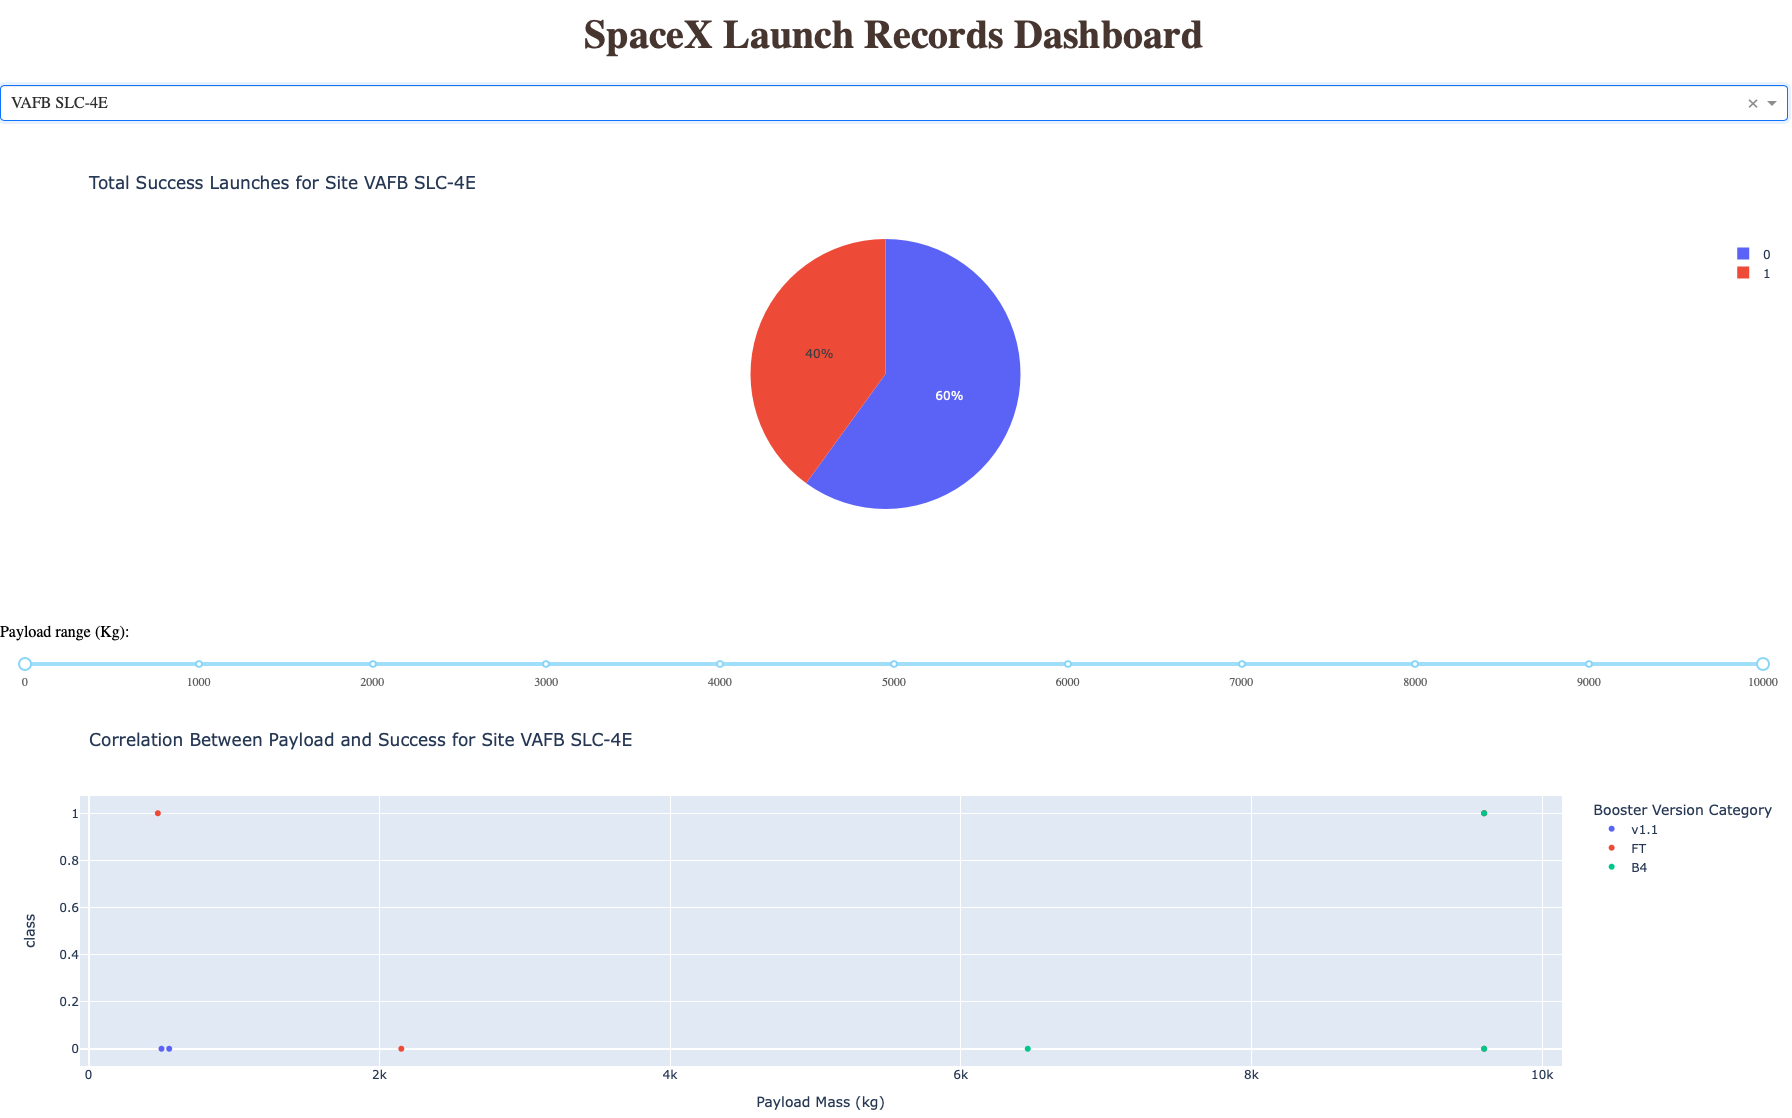 SpaceX Launch Records Dashboard
VAFB SLC-4E
Total Success Launches for Site VAFB SLC-4E
0
1
40%
60%
Payload range (Kg):
0 1000 2000 3000 4000 5000 6000 7000 8000 9000 10000
Correlation Between Payload and Success for Site VAFB SLC-4E
Booster Version Category
v1.1
FT
B4
class
1
0.8
0.6
0.4
0.2
0
0 2k 4k 6k 8k 10k
Payload Mass (kg)